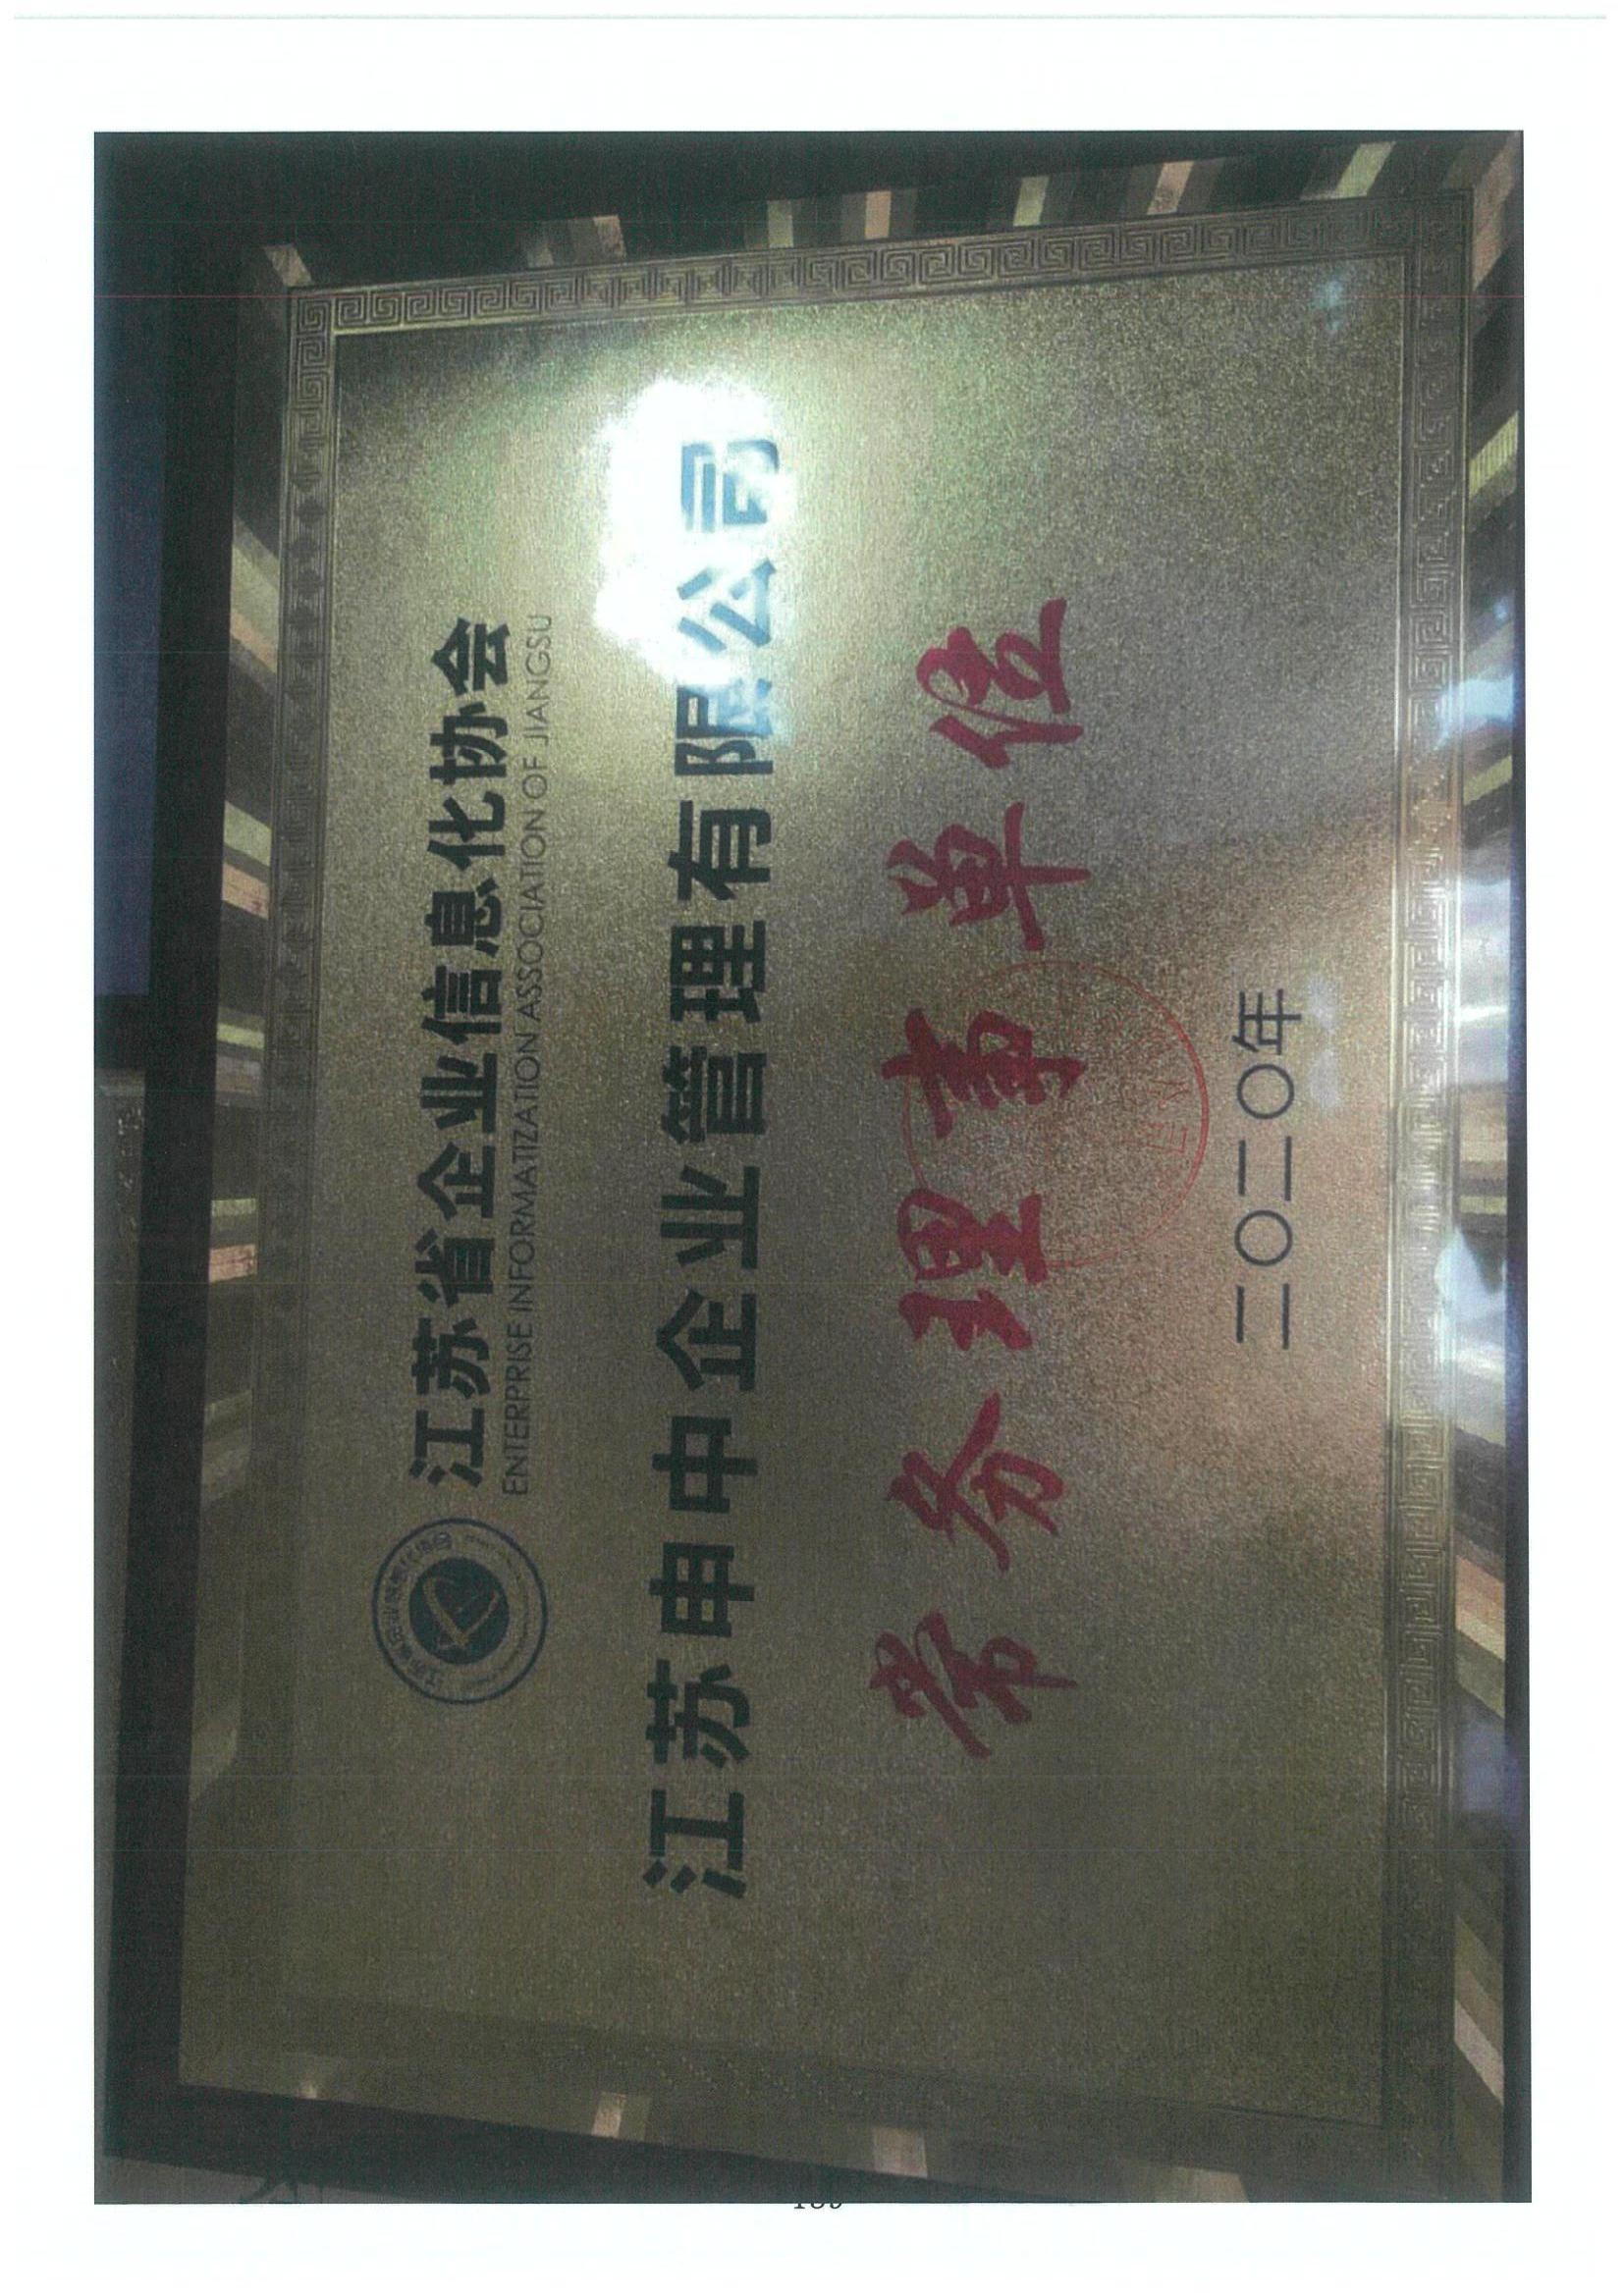 江苏省企业信息化协会
ENTERPRISE INFORMATIZATION ASSOCIATION OF JIANGSU
江苏申中企业管理有限公司
常务理事单位
二〇二〇年